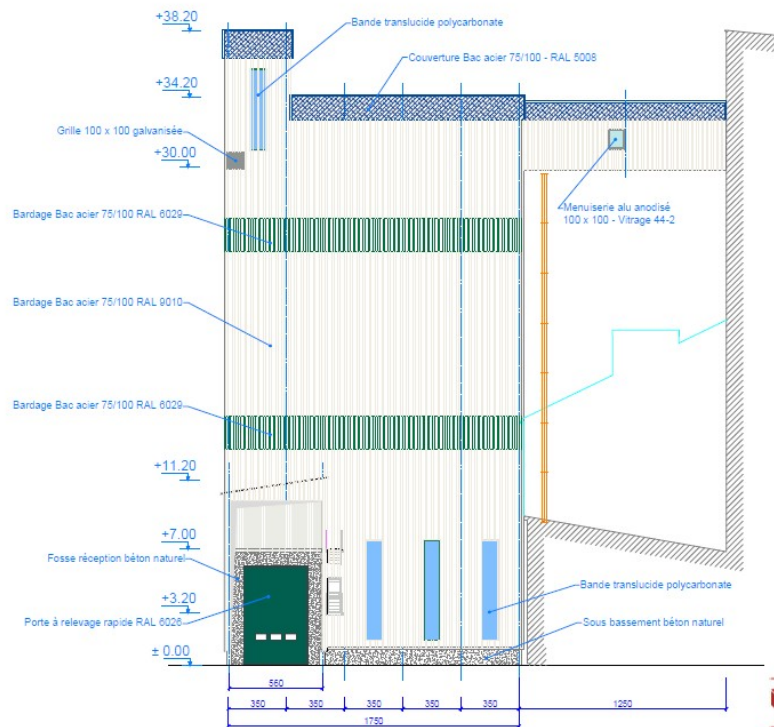 +38.20
Bande translucide polycarbonate
Couverture Bac acier 75/100 - RAL 5008
+34.20
Grille 100 x 100 galvanisée
+30.00
Menuiserie alu anodisé
100 x 100 - Vitrage 44-2
Bardage Bac acier 75/100 RAL 6029
Bardage Bac acier 75/100 RAL 9010
Bardage Bac acier 75/100 RAL 6029
+11.20
+7.00
Fosse réception béton naturel
Bande translucide polycarbonate
+3.20
Porte à relevage rapide RAL 6026
Sous bassement béton naturel
± 0.00
560
350 350 350 350 350 1250
1750